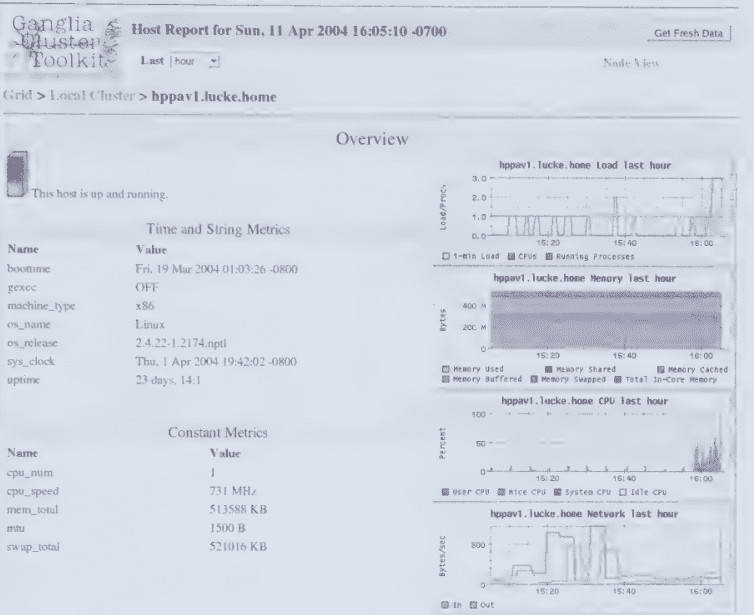 Ganglia
Cluster
Toolkit
Host Report for Sun, 11 Apr 2004 16:05:10 -0700
Get Fresh Data
Last hour
Node View
Grid > Local Cluster > hppav1.lucke.home
Overview
This host is up and running.
Time and String Metrics
Name Value
boottime Fri, 19 Mar 2004 01:03:26 -0800
gexec OFF
machine_type x86
os_name Linux
os_release 2.4.22-1.2174.nptl
sys_clock Thu, 1 Apr 2004 19:42:02 -0800
uptime 23 days, 14:1
Constant Metrics
Name Value
cpu_num 1
cpu_speed 731 MHz
mem_total 513588 KB
mtu 1500 B
swap_total 521016 KB
hppav1.lucke.home Load last hour
Load/Procs
3.0
2.0
1.0
0.0
15:20 15:40 16:00
1-Min Load CPUs Running Processes
hppav1.lucke.home Memory last hour
Bytes
400 M
200 M
0
15:20 15:40 16:00
Memory Used Memory Shared Memory Cached
Memory Buffered Memory Swapped Total In-Core Memory
hppav1.lucke.home CPU last hour
Percent
100
50
0
15:20 15:40 16:00
User CPU Nice CPU System CPU Idle CPU
hppav1.lucke.home Network last hour
Bytes/sec
800
0
15:20 15:40 16:00
In Out